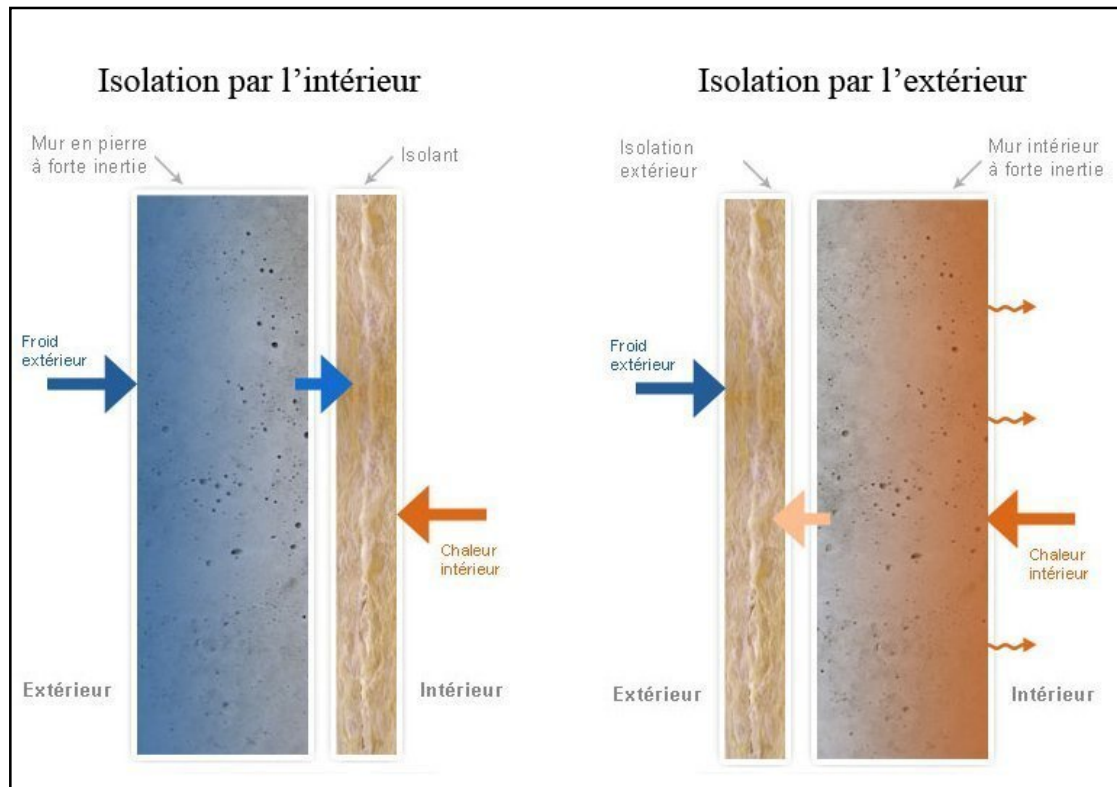 Isolation par l’intérieur
Mur en pierre
à forte inertie
Isolant
Froid
extérieur
Chaleur
intérieur
Extérieur
Intérieur
Isolation par l’extérieur
Isolation
extérieur
Mur intérieur
à forte inertie
Froid
extérieur
Chaleur
intérieur
Extérieur
Intérieur